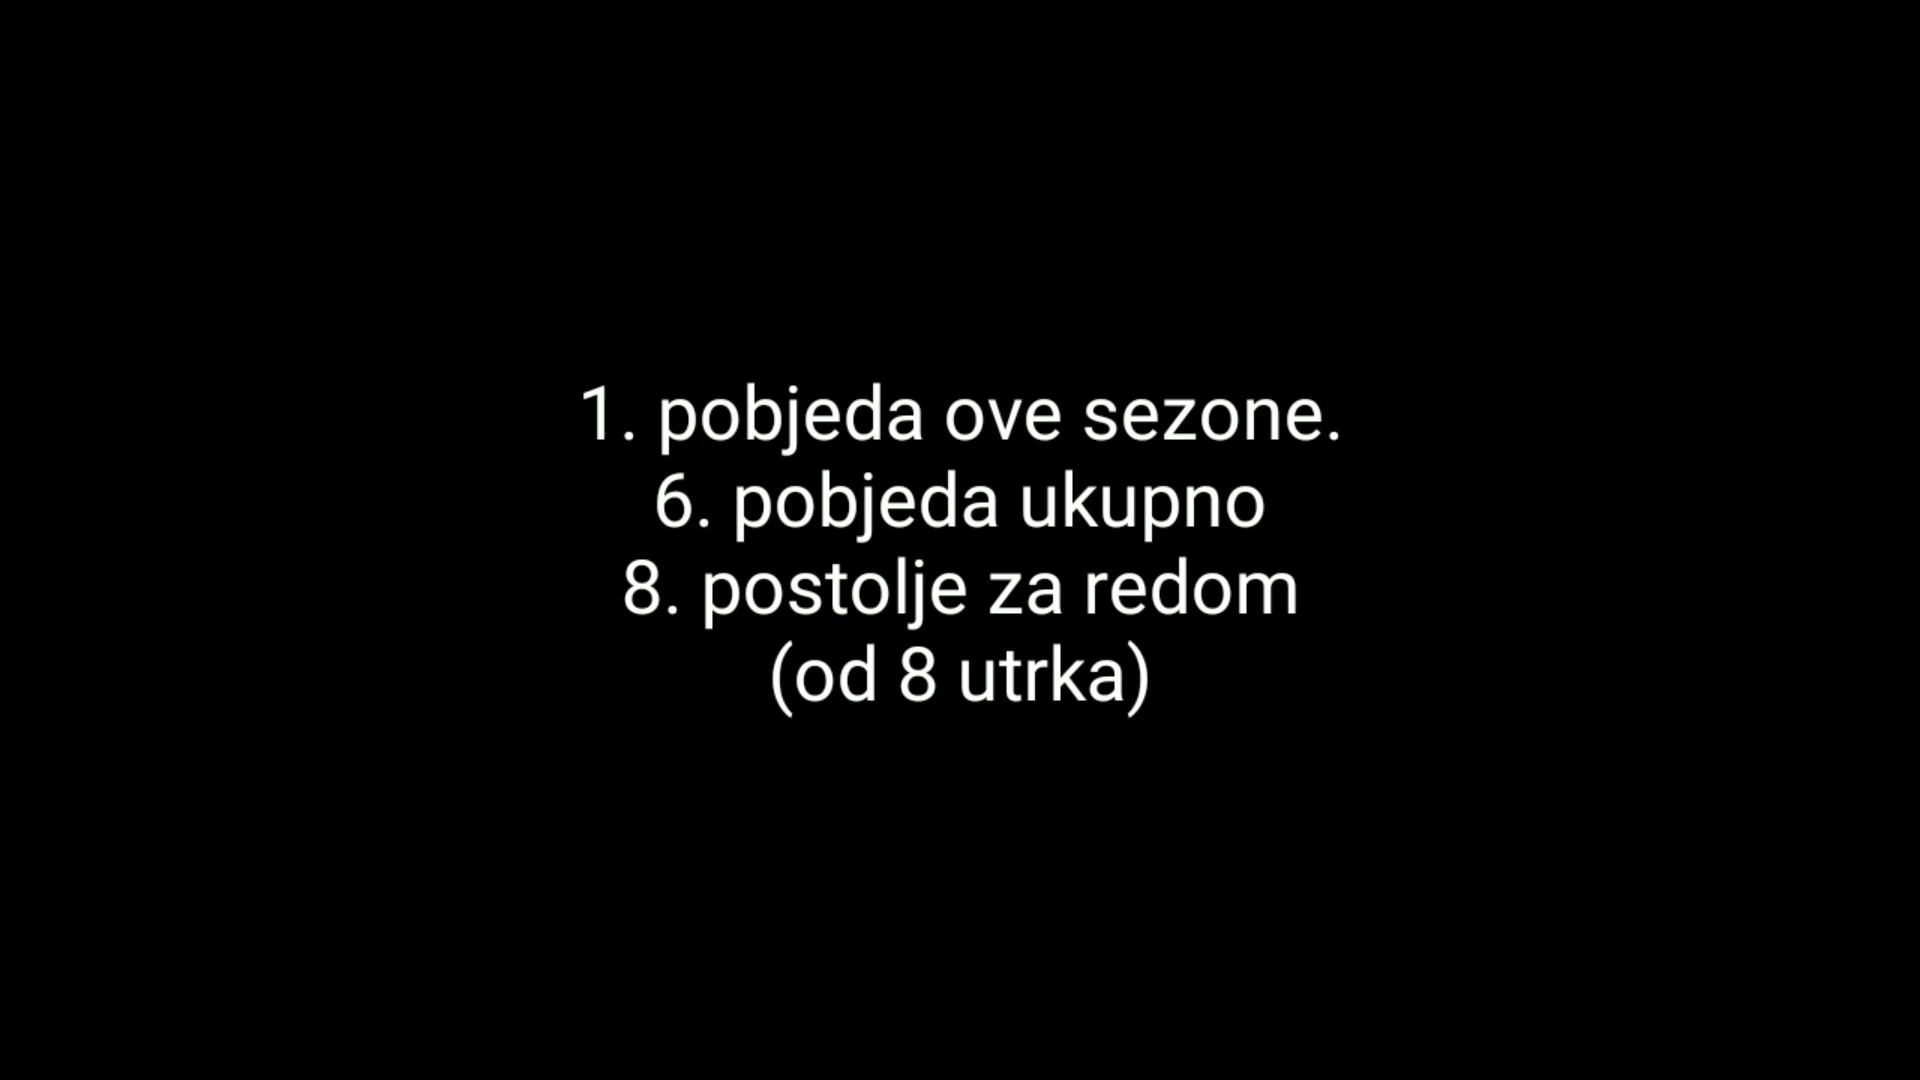 1. pobjeda ove sezone.
6. pobjeda ukupno
8. postolje za redom
(od 8 utrka)